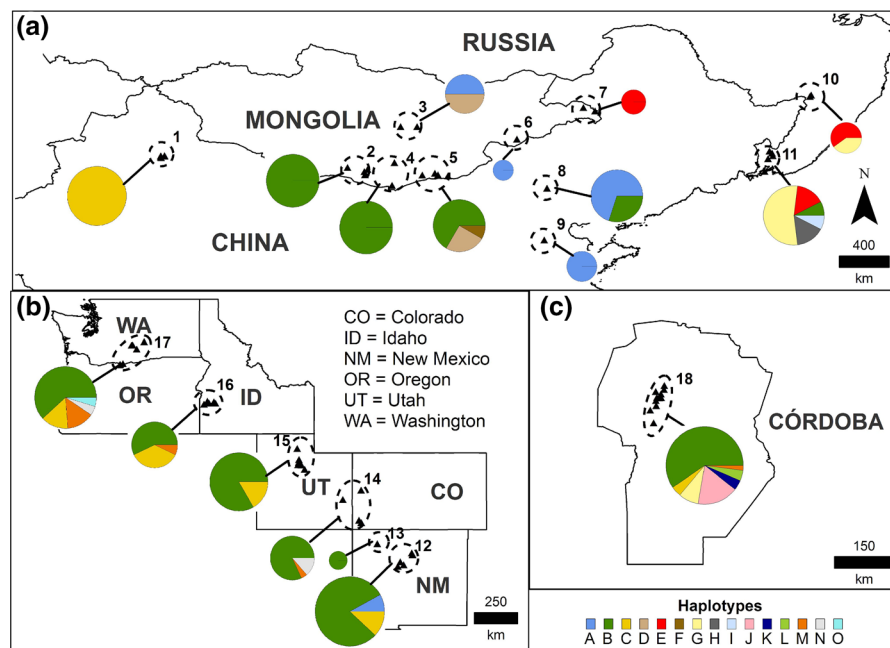 (a)
RUSSIA
MONGOLIA
CHINA
1
2
3
4
5
6
7
8
9
10
11
N
400
km
(b)
WA
17
OR
16
ID
15
UT
14
CO
13
12
NM
CO = Colorado
ID = Idaho
NM = New Mexico
OR = Oregon
UT = Utah
WA = Washington
250
km
(c)
18
CÓRDOBA
150
km
Haplotypes
A B C D E F G H I J K L M N O